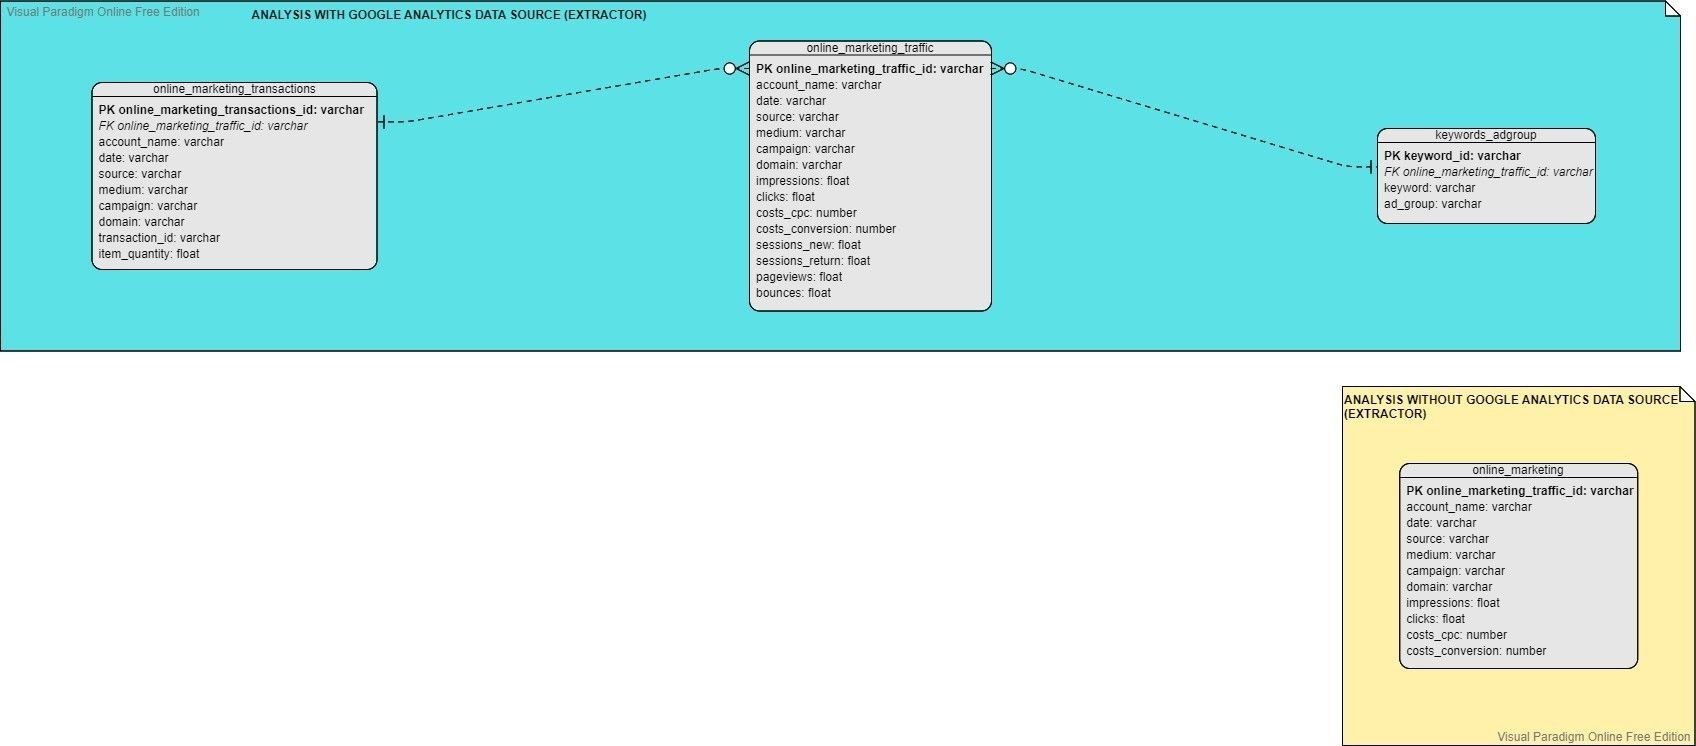 Visual Paradigm Online Free Edition
ANALYSIS WITH GOOGLE ANALYTICS DATA SOURCE (EXTRACTOR)
online_marketing_transactions
PK online_marketing_transactions_id: varchar
FK online_marketing_traffic_id: varchar
account_name: varchar
date: varchar
source: varchar
medium: varchar
campaign: varchar
domain: varchar
transaction_id: varchar
item_quantity: float
online_marketing_traffic
PK online_marketing_traffic_id: varchar
account_name: varchar
date: varchar
source: varchar
medium: varchar
campaign: varchar
domain: varchar
impressions: float
clicks: float
costs_cpc: number
costs_conversion: number
sessions_new: float
sessions_return: float
pageviews: float
bounces: float
keywords_adgroup
PK keyword_id: varchar
FK online_marketing_traffic_id: varchar
keyword: varchar
ad_group: varchar
ANALYSIS WITHOUT GOOGLE ANALYTICS DATA SOURCE
(EXTRACTOR)
online_marketing
PK online_marketing_traffic_id: varchar
account_name: varchar
date: varchar
source: varchar
medium: varchar
campaign: varchar
domain: varchar
impressions: float
clicks: float
costs_cpc: number
costs_conversion: number
Visual Paradigm Online Free Edition